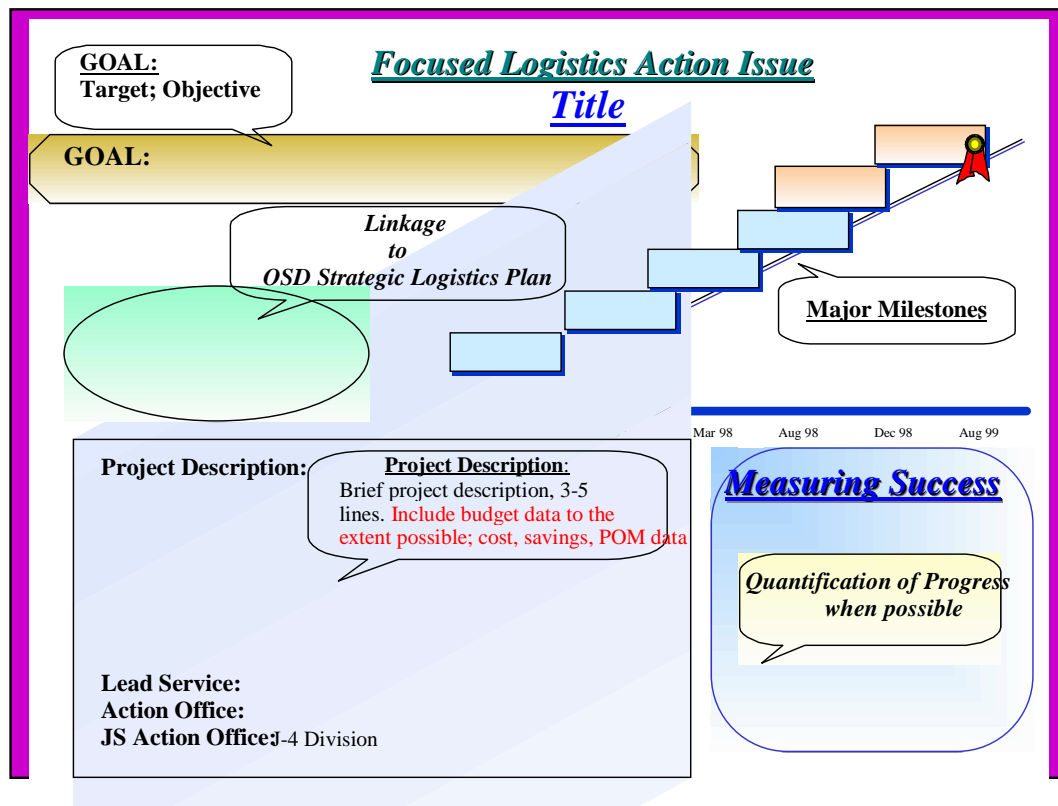 Focused Logistics Action Issue
Title
GOAL:
Target; Objective
GOAL:
Linkage
to
OSD Strategic Logistics Plan
Major Milestones
Mar 98 Aug 98 Dec 98 Aug 99
Project Description:
Project Description:
Brief project description, 3-5
lines. Include budget data to the
extent possible; cost, savings, POM data
Lead Service:
Action Office:
JS Action Office: J-4 Division
Measuring Success
Quantification of Progress
when possible